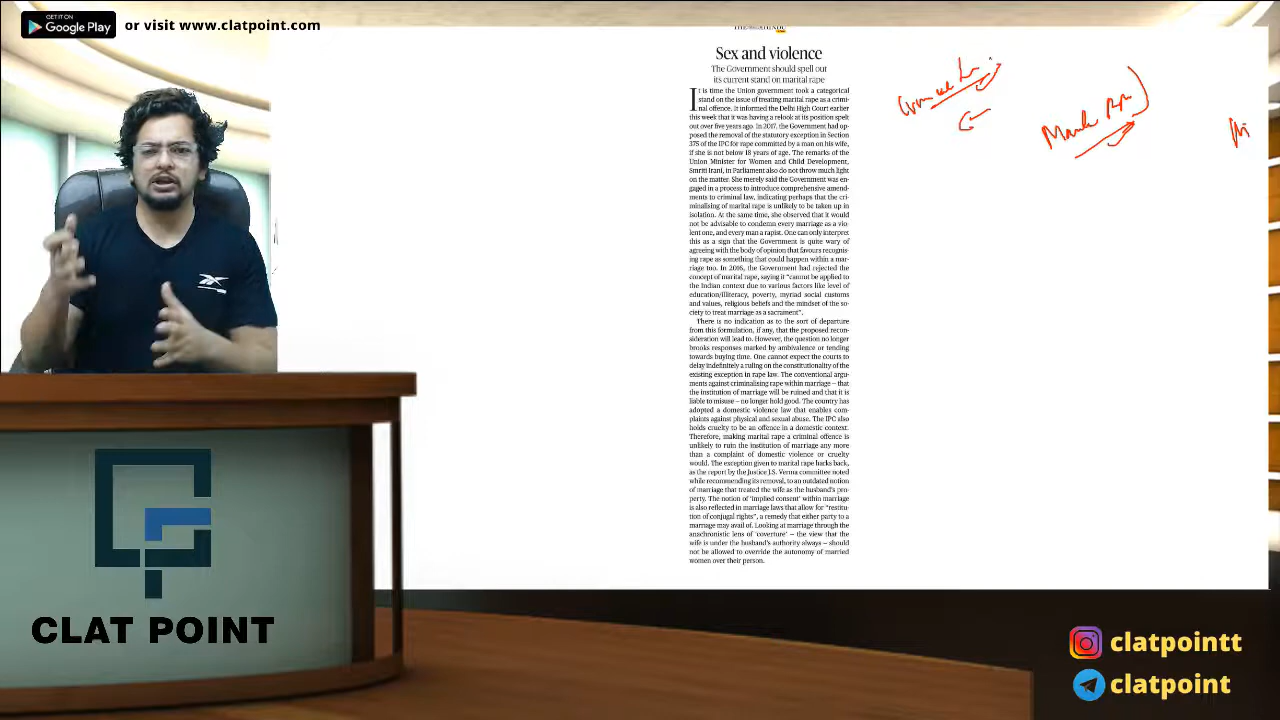 GET IT ON
Google Play
or visit www.clatpoint.com
Sex and violence
The Government should spell out
its current stand on marital rape
It is time the Union government took a categorical
stand on the issue of treating marital rape as a crimi-
nal offence. It informed the Delhi High Court earlier
this week that it was having a relook at its position spelt
out over five years ago. In 2017, the Government had op-
posed the removal of the statutory exception in Section
375 of the IPC for rape committed by a man on his wife,
if she is not below 18 years of age. The remarks of the
Union Minister for Women and Child Development,
Smriti Irani, in Parliament also do not throw much light
on the matter. She merely said the Government was en-
gaged in a process to introduce comprehensive amend-
ments to criminal law, indicating perhaps that the cri-
minalising of marital rape is unlikely to be taken up in
isolation. At the same time, she observed that it would
not be advisable to condemn every marriage as a vio-
lent one, and every man a rapist. One can only interpret
this as a sign that the Government is quite wary of
agreeing with the body of opinion that favours recognis-
ing rape as something that could happen within a mar-
riage too. In 2016, the Government had rejected the
concept of marital rape, saying it "cannot be applied to
the Indian context due to various factors like level of
education/illiteracy, poverty, myriad social customs
and values, religious beliefs and the mindset of the so-
ciety to treat marriage as a sacrament".
There is no indication as to the sort of departure
from this formulation, if any, that the proposed recon-
sideration will lead to. However, the question no longer
brooks responses marked by ambivalence or tending
towards buying time. One cannot expect the courts to
delay indefinitely a ruling on the constitutionality of the
existing exception in rape law. The conventional argu-
ments against criminalising rape within marriage – that
the institution of marriage will be ruined and that it is
liable to misuse – no longer hold good. The country has
adopted a domestic violence law that enables com-
plaints against physical and sexual abuse. The IPC also
holds cruelty to be an offence in a domestic context.
Therefore, making marital rape a criminal offence is
unlikely to ruin the institution of marriage any more
than a complaint of domestic violence or cruelty
would. The exception given to marital rape harks back,
as the report by the Justice J.S. Verma committee noted
while recommending its removal, to an outdated notion
of marriage that treated the wife as the husband's pro-
perty. The notion of 'implied consent' within marriage
is also reflected in marriage laws that allow for "restitu-
tion of conjugal rights", a remedy that either party to a
marriage may avail of. Looking at marriage through the
anachronistic lens of 'coverture' – the view that the
wife is under the husband's authority always – should
not be allowed to override the autonomy of married
women over their person.
CLAT POINT
clatpointt
clatpoint